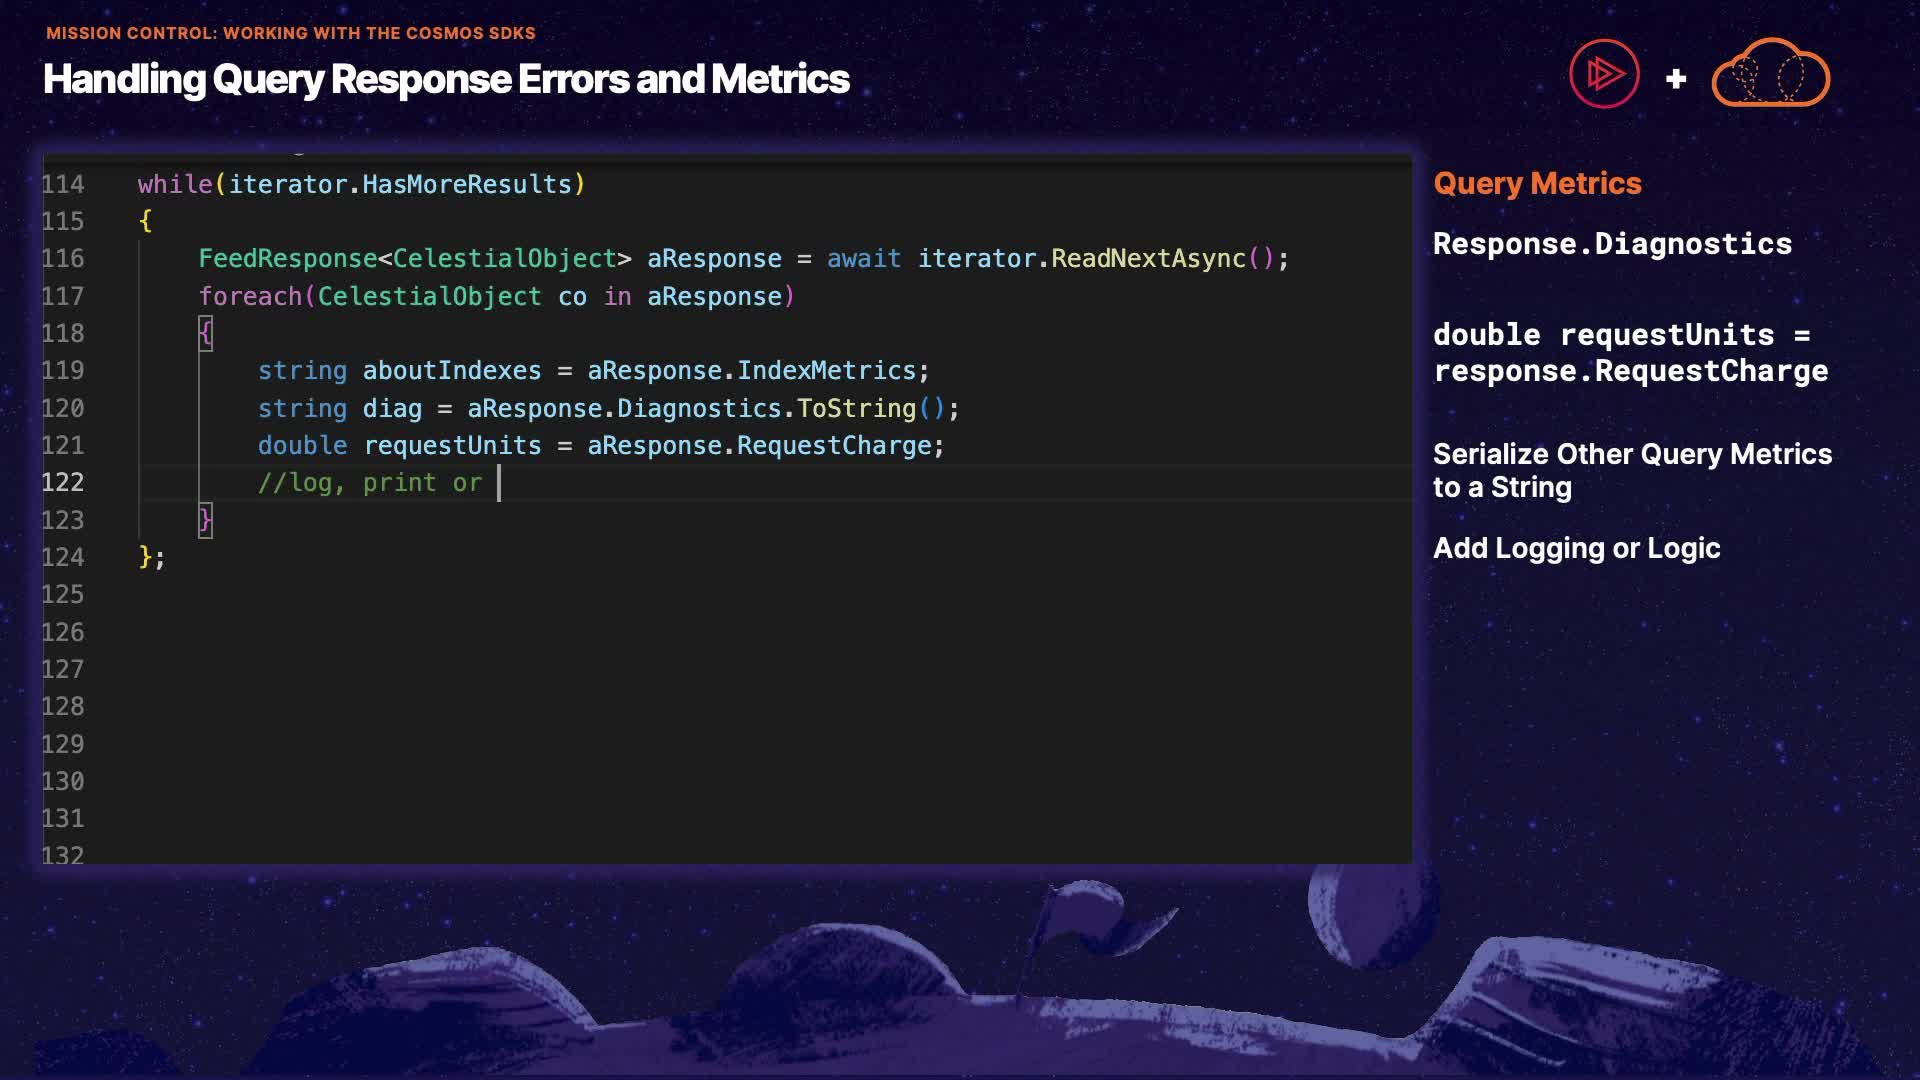 MISSION CONTROL: WORKING WITH THE COSMOS SDKS
Handling Query Response Errors and Metrics
+
114 while(iterator.HasMoreResults)
115 {
116 FeedResponse<CelestialObject> aResponse = await iterator.ReadNextAsync();
117 foreach(CelestialObject co in aResponse)
118 {
119 string aboutIndexes = aResponse.IndexMetrics;
120 string diag = aResponse.Diagnostics.ToString();
121 double requestUnits = aResponse.RequestCharge;
122 //log, print or
123 }
124 };
125
126
127
128
129
130
131
132
Query Metrics
Response.Diagnostics
double requestUnits =
response.RequestCharge
Serialize Other Query Metrics
to a String
Add Logging or Logic